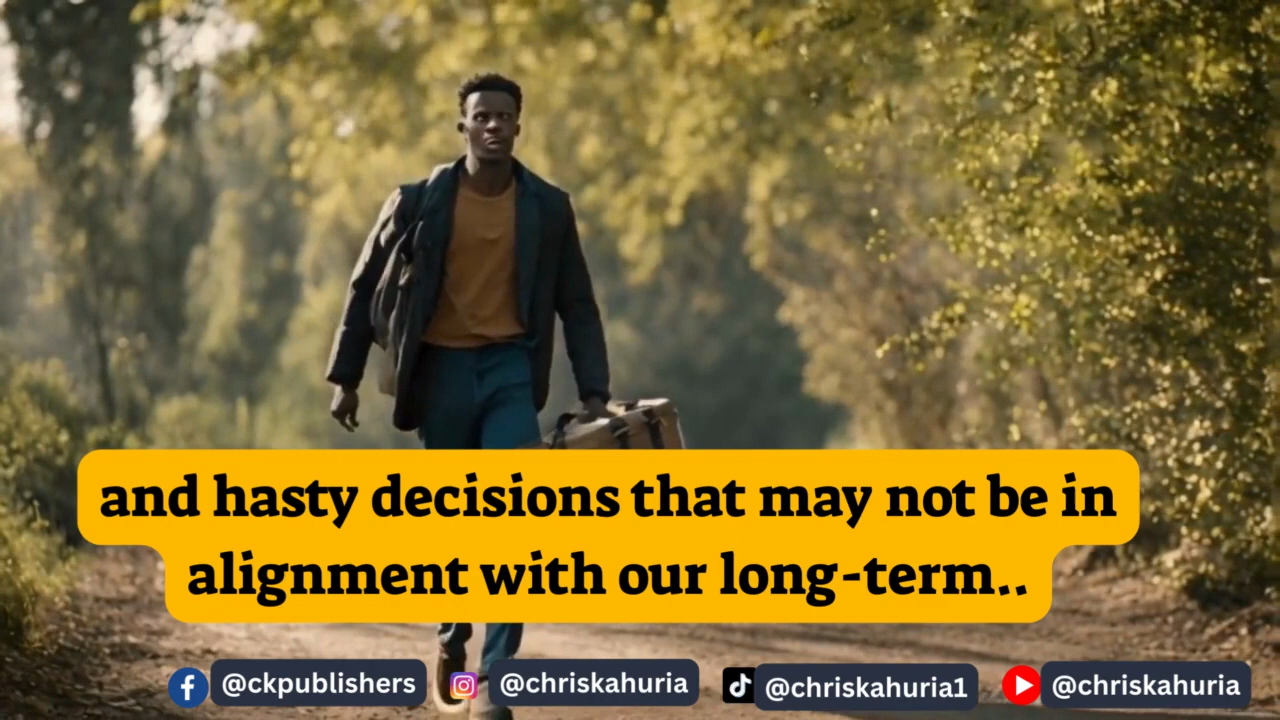 and hasty decisions that may not be in
alignment with our long-term..
@ckpublishers @chriskahuria @chriskahuria1 @chriskahuria